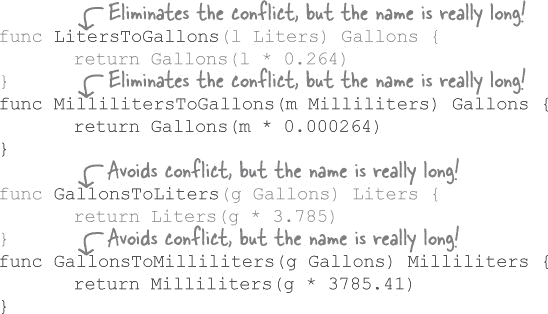 Eliminates the conflict, but the name is really long!
func LitersToGallons(l Liters) Gallons {
return Gallons(l * 0.264)
}
Eliminates the conflict, but the name is really long!
func MillilitersToGallons(m Milliliters) Gallons {
return Gallons(m * 0.000264)
}
Avoids conflict, but the name is really long!
func GallonsToLiters(g Gallons) Liters {
return Liters(g * 3.785)
}
Avoids conflict, but the name is really long!
func GallonsToMilliliters(g Gallons) Milliliters {
return Milliliters(g * 3785.41)
}